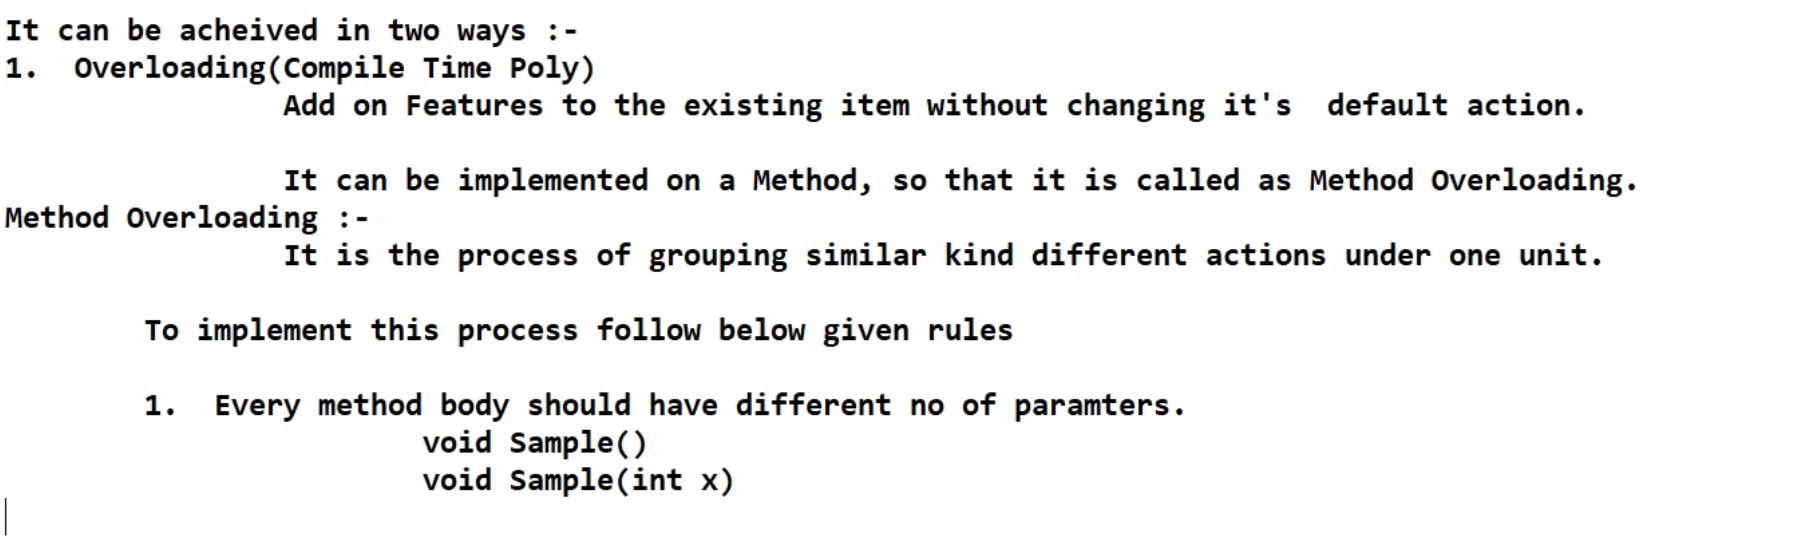 It can be acheived in two ways :-
1.  Overloading(Compile Time Poly)
Add on Features to the existing item without changing it's  default action.
It can be implemented on a Method, so that it is called as Method Overloading.
Method Overloading :-
It is the process of grouping similar kind different actions under one unit.
To implement this process follow below given rules
1.  Every method body should have different no of paramters.
void Sample()
void Sample(int x)